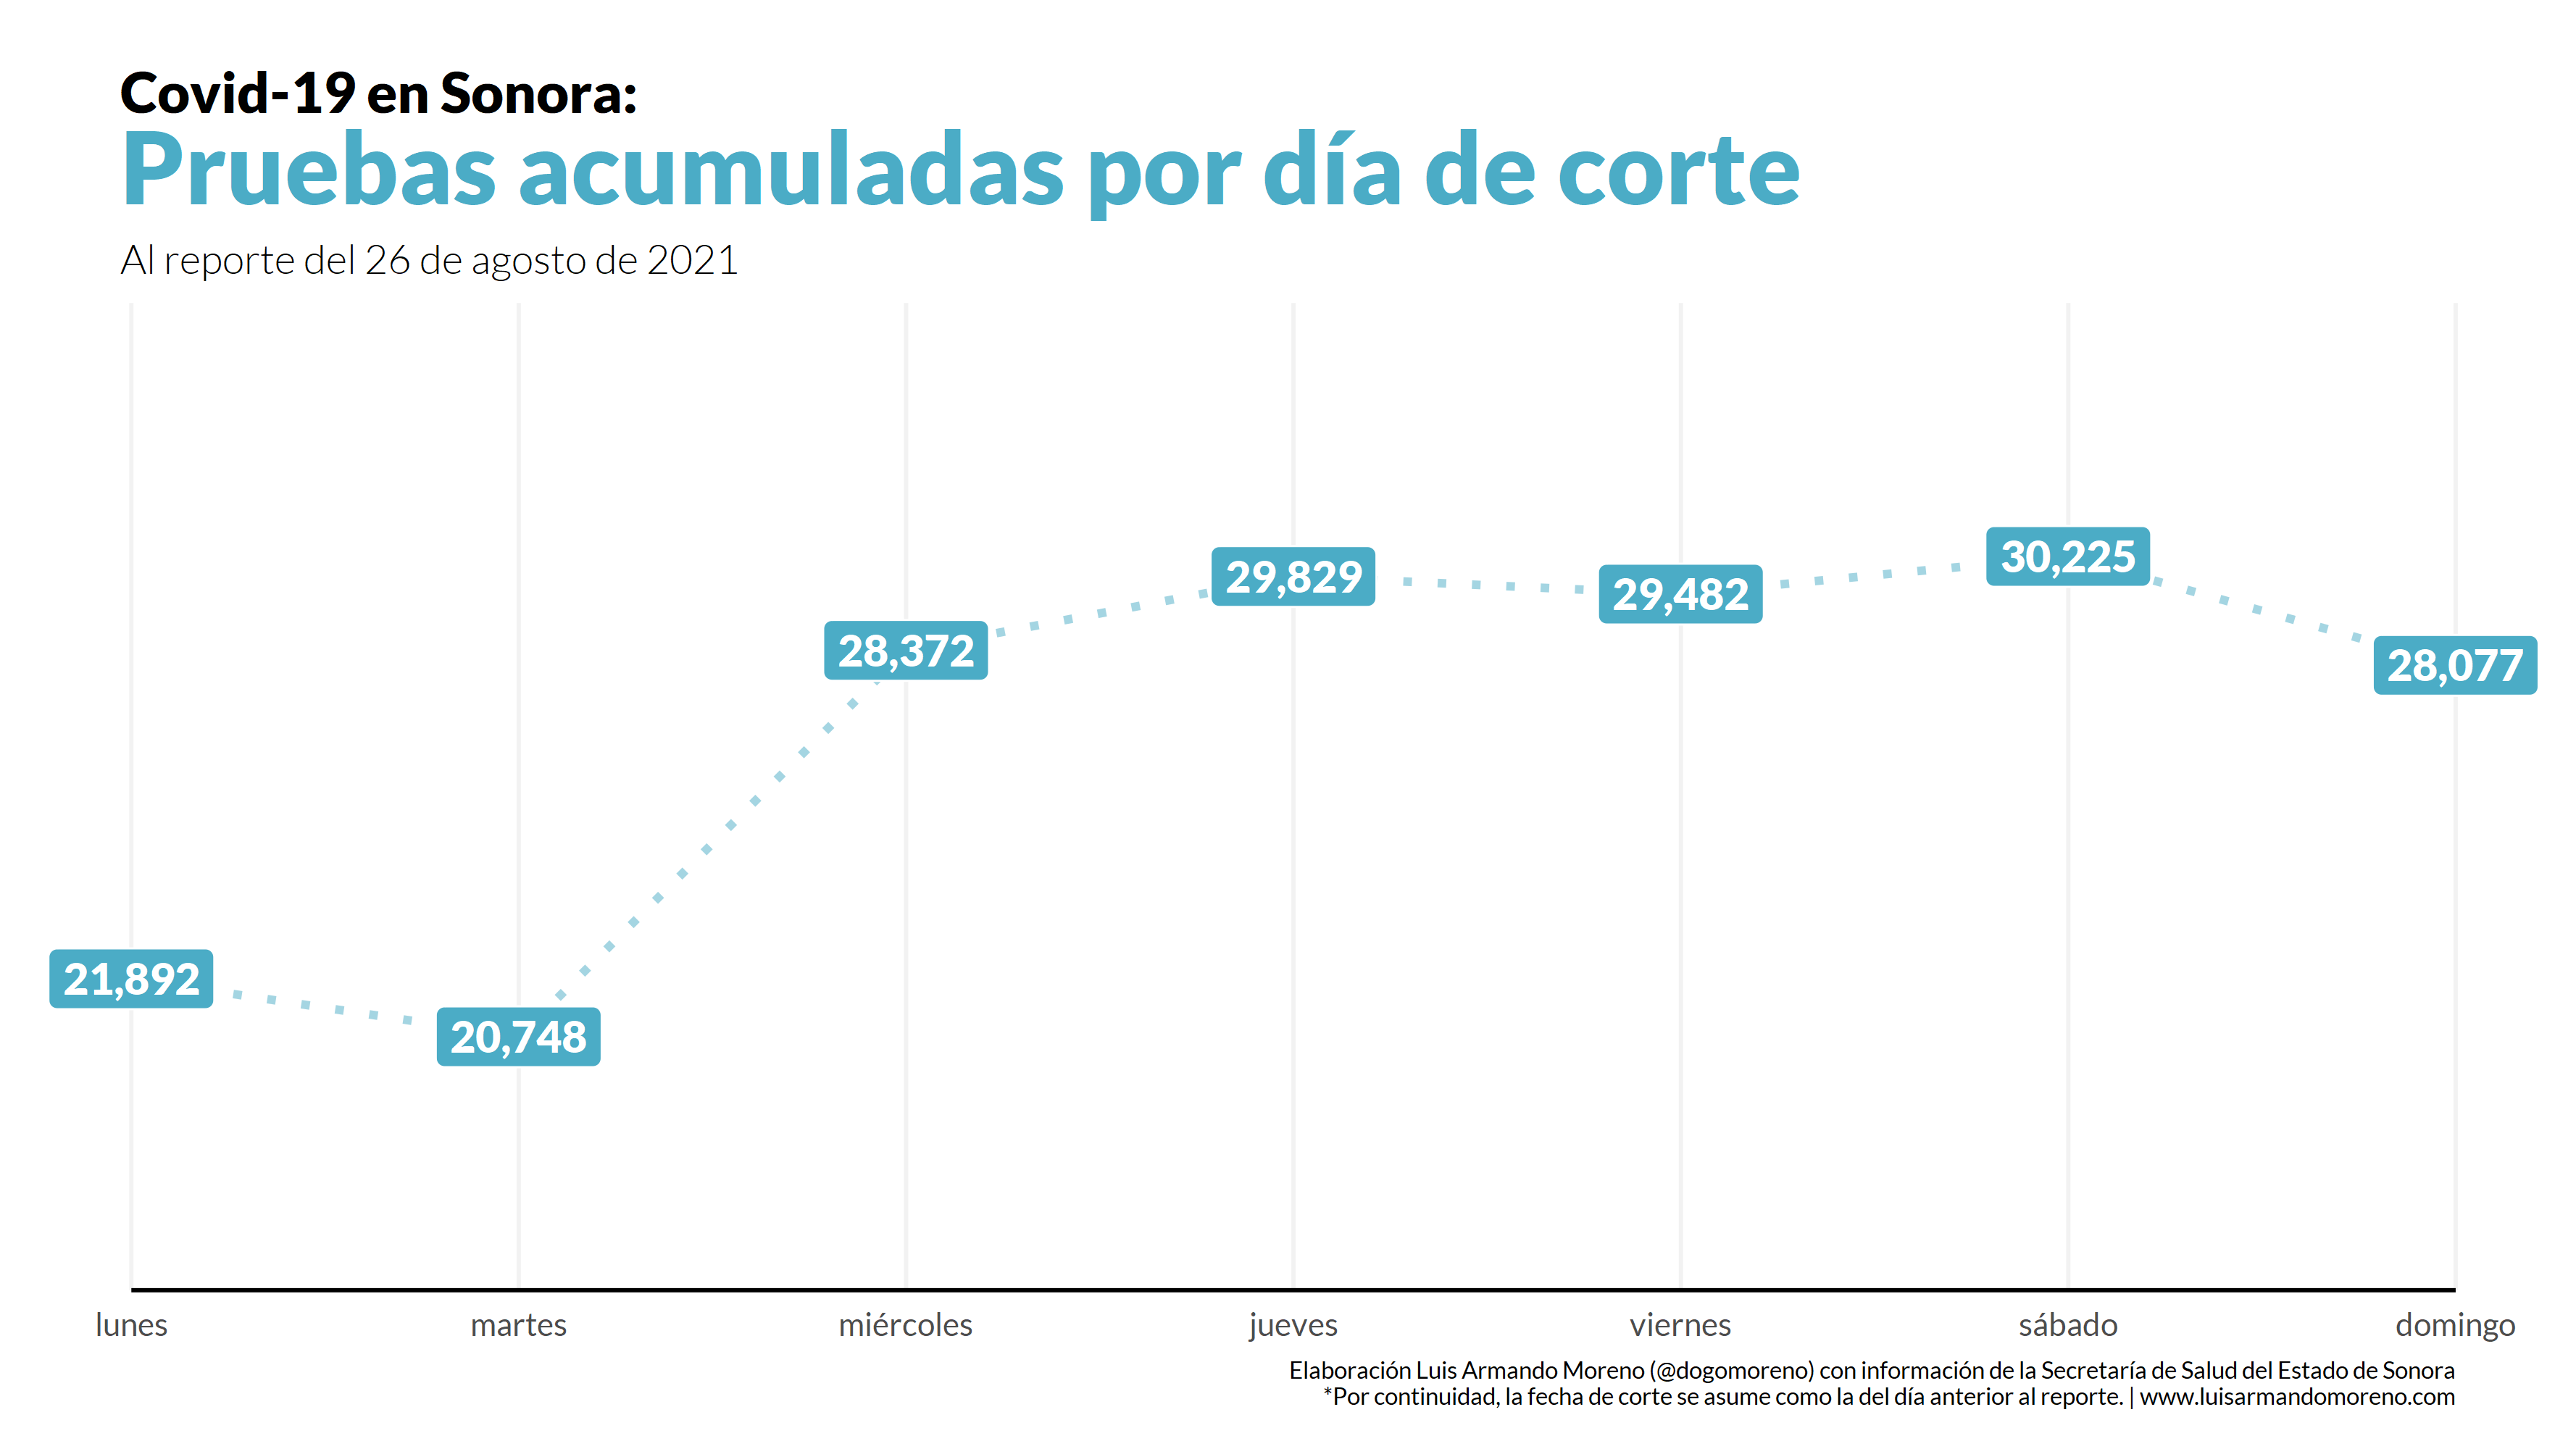 Covid-19 en Sonora:
Pruebas acumuladas por día de corte
Al reporte del 26 de agosto de 2021
30,225
29,829
29,482
28,372
28,077
21,892
20,748
lunes martes miércoles jueves viernes sábado domingo
Elaboración Luis Armando Moreno (@dogomoreno) con información de la Secretaría de Salud del Estado de Sonora
*Por continuidad, la fecha de corte se asume como la del día anterior al reporte. | www.luisarmandomoreno.com